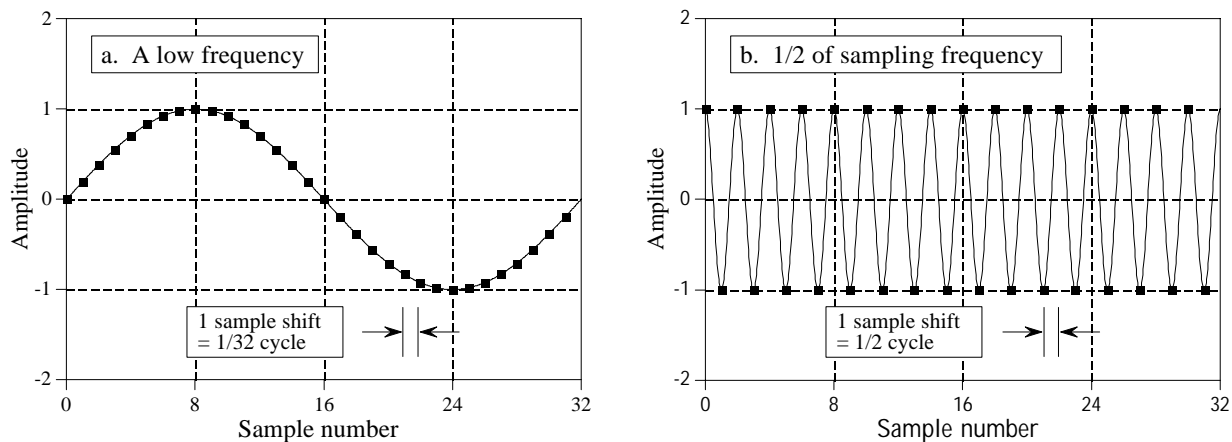 2
a. A low frequency
1
0
-1
-2
Amplitude
1 sample shift
= 1/32 cycle
0
8
16
24
32
Sample number
2
b. 1/2 of sampling frequency
1
0
-1
-2
Amplitude
1 sample shift
= 1/2 cycle
0
8
16
24
32
Sample number